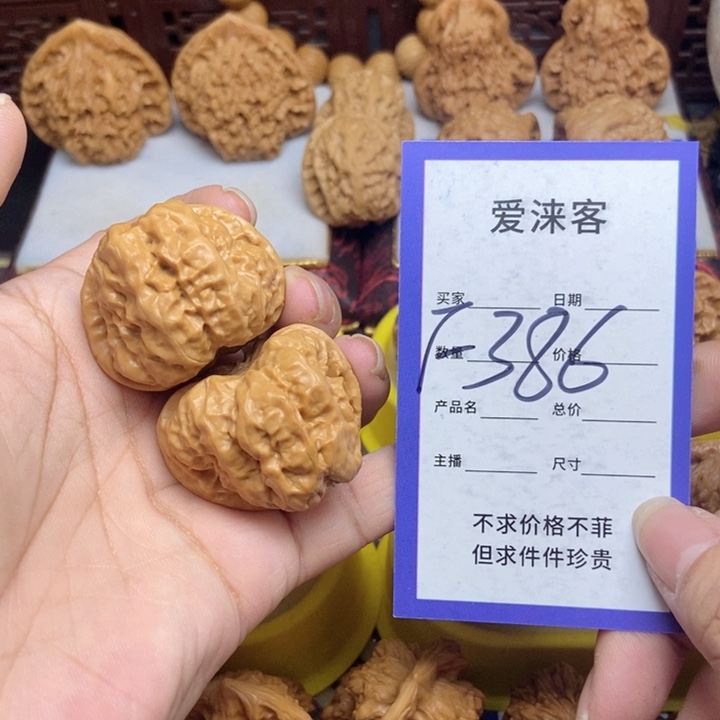 爱涞客
买家 日期
F386
数量 价格
产品名 总价
主播 尺寸
不求价格不菲
但求件件珍贵